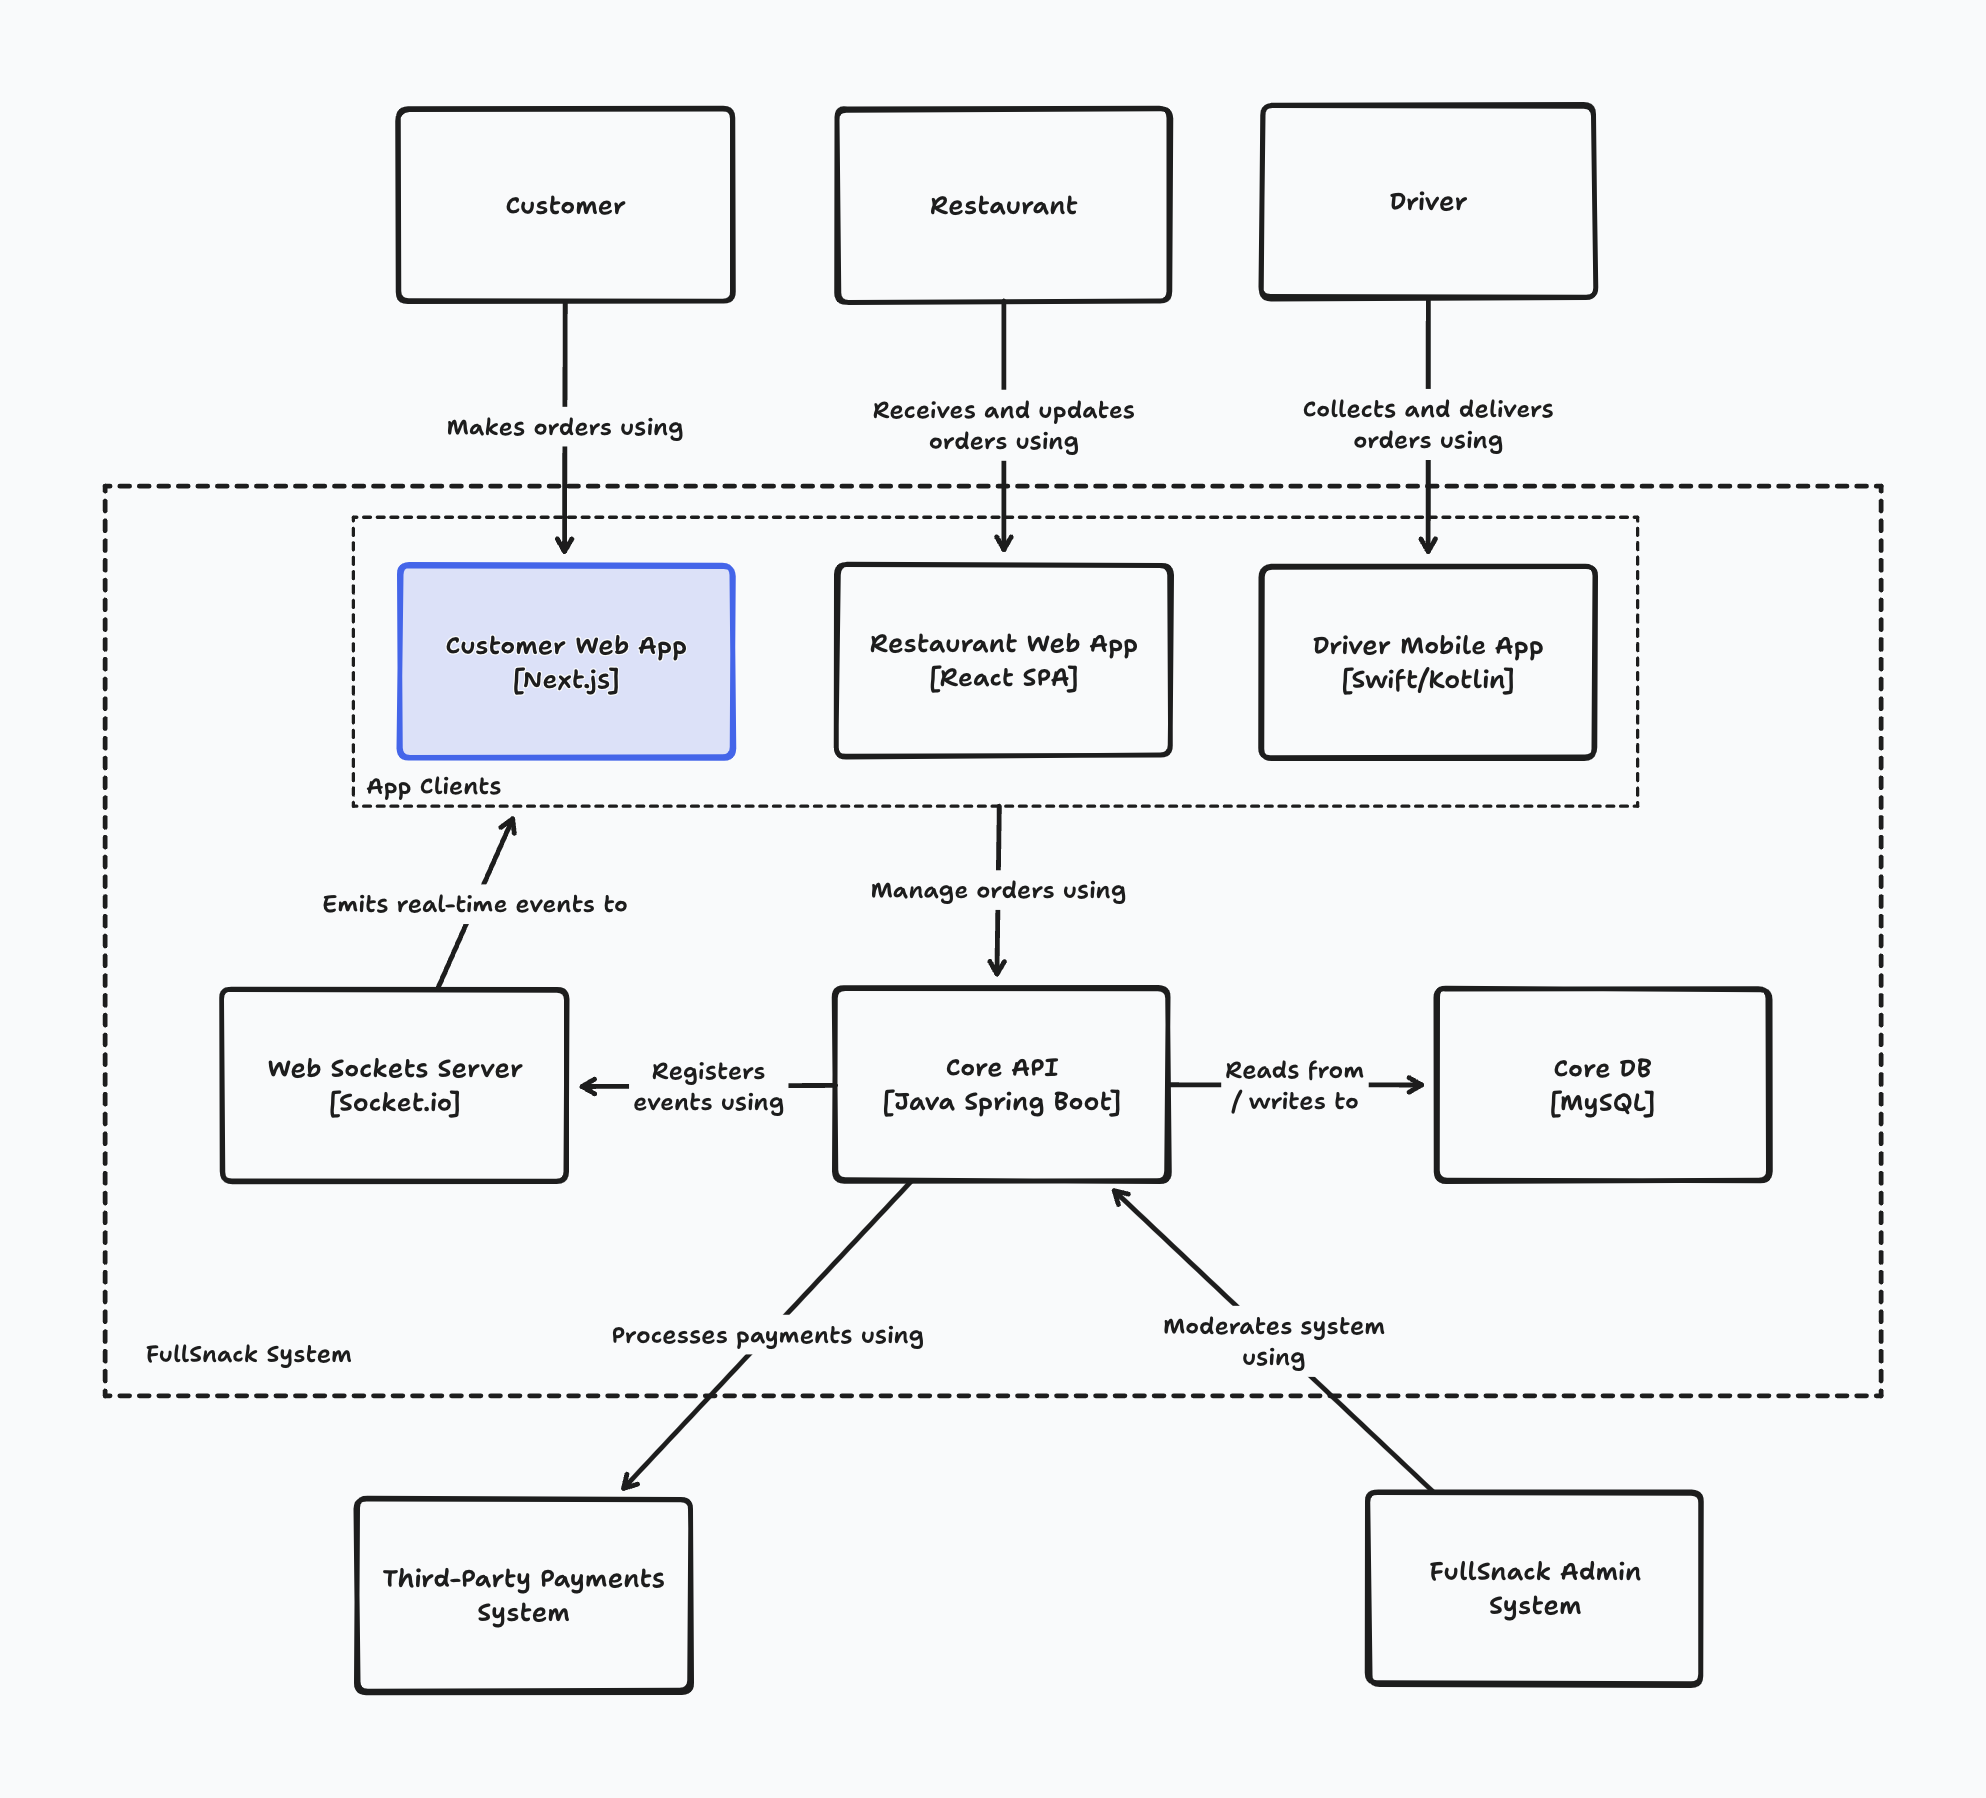 Customer
Restaurant
Driver
Makes orders using
Receives and updates
orders using
Collects and delivers
orders using
Customer Web App
[Next.js]
Restaurant Web App
[React SPA]
Driver Mobile App
[Swift/Kotlin]
App Clients
Emits real-time events to
Manage orders using
Web Sockets Server
[Socket.io]
Registers
events using
Core API
[Java Spring Boot]
Reads from
/ writes to
Core DB
[MySQL]
Processes payments using
Moderates system
using
FullSnack System
Third-Party Payments
System
FullSnack Admin
System